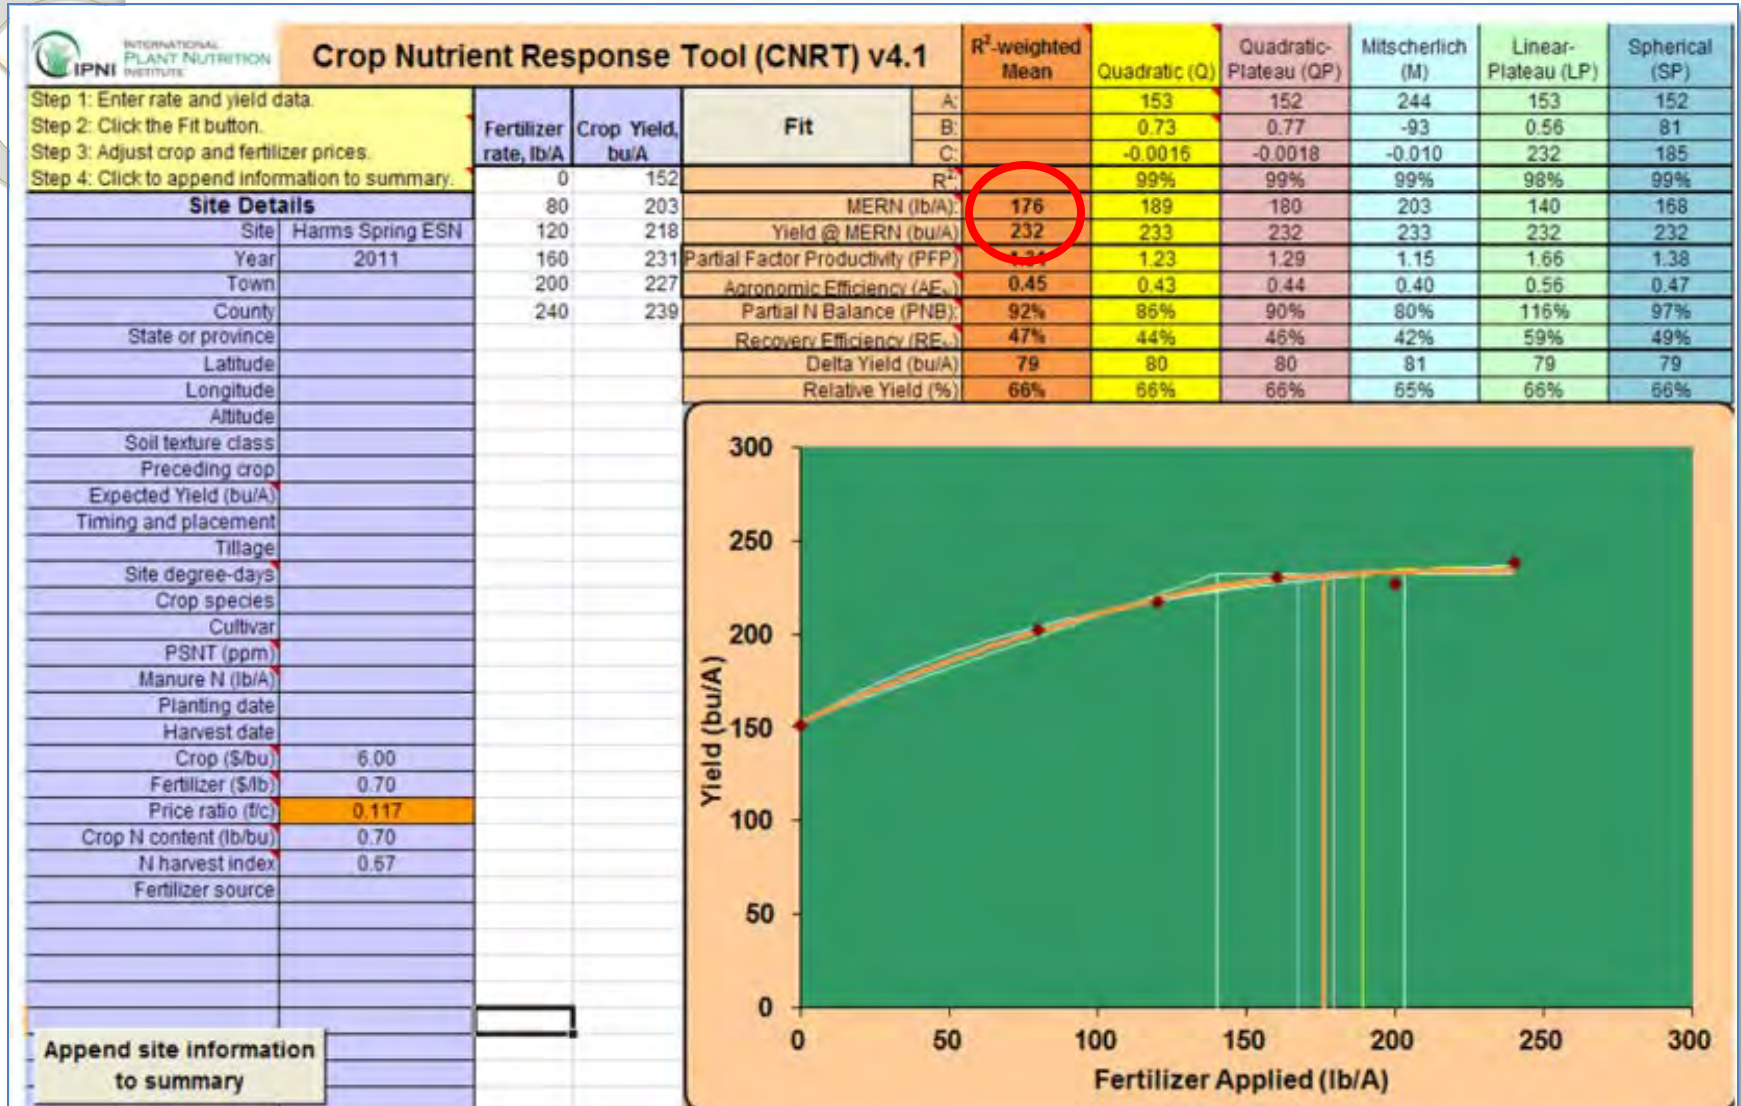 IPNI INTERNATIONAL PLANT NUTRITION INSTITUTE
Crop Nutrient Response Tool (CNRT) v4.1
R²-weighted Mean Quadratic (Q) Quadratic-Plateau (QP) Mitscherlich (M) Linear-Plateau (LP) Spherical (SP)
Step 1: Enter rate and yield data.
Step 2: Click the Fit button.
Step 3: Adjust crop and fertilizer prices.
Step 4: Click to append information to summary.
Fertilizer rate, lb/A Crop Yield, bu/A
0 152
80 203
120 218
160 231
200 227
240 239
Fit
A: 153 152 244 153 152
B: 0.73 0.77 -93 0.56 81
C: -0.0016 -0.0018 -0.010 232 185
R² 99% 99% 99% 98% 99%
MERN (lb/A): 176 189 180 203 140 168
Yield @ MERN (bu/A) 232 233 232 233 232 232
Partial Factor Productivity (PFP) 1.23 1.29 1.15 1.66 1.38
Agronomic Efficiency (AE 0.45 0.43 0.44 0.40 0.56 0.47
Partial N Balance (PNB): 92% 86% 90% 80% 116% 97%
Recovery Efficiency (RE 47% 44% 46% 42% 59% 49%
Delta Yield (bu/A) 79 80 80 81 79 79
Relative Yield (%) 66% 66% 66% 65% 66% 66%
Site Details
Site Harms Spring ESN
Year 2011
Town
County
State or province
Latitude
Longitude
Altitude
Soil texture class
Preceding crop
Expected Yield (bu/A)
Timing and placement
Tillage
Site degree-days
Crop species
Cultivar
PSNT (ppm)
Manure N (lb/A)
Planting date
Harvest date
Crop ($/bu) 6.00
Fertilizer ($/lb) 0.70
Price ratio (f/c) 0.117
Crop N content (lb/bu) 0.70
N harvest index 0.67
Fertilizer source
Append site information
to summary
Yield (bu/A)
300
250
200
150
100
50
0
0 50 100 150 200 250 300
Fertilizer Applied (lb/A)